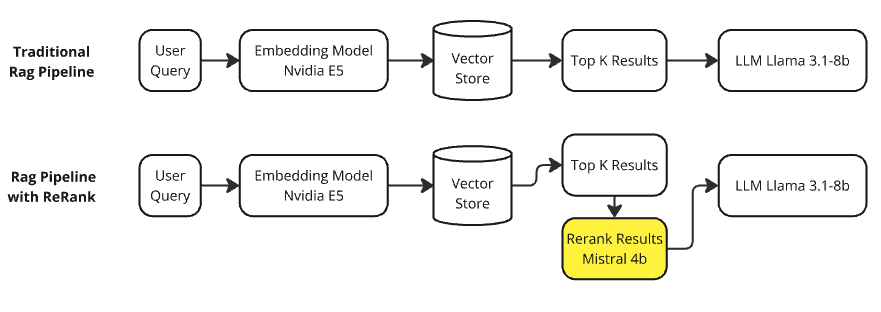 Traditional
Rag Pipeline
User
Query
Embedding Model
Nvidia E5
Vector
Store
Top K Results
LLM Llama 3.1-8b
Rag Pipeline
with ReRank
User
Query
Embedding Model
Nvidia E5
Vector
Store
Top K Results
Rerank Results
Mistral 4b
LLM Llama 3.1-8b